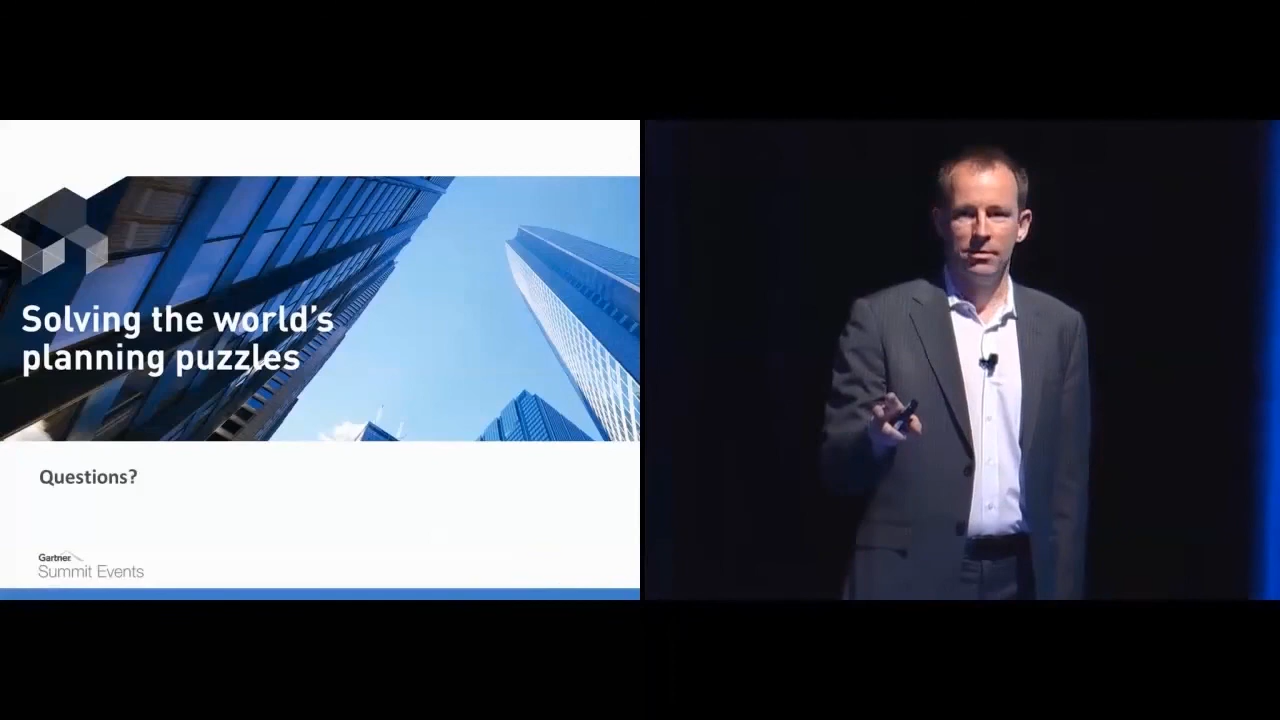 Solving the world's
planning puzzles
Questions?
Gartner
Summit Events